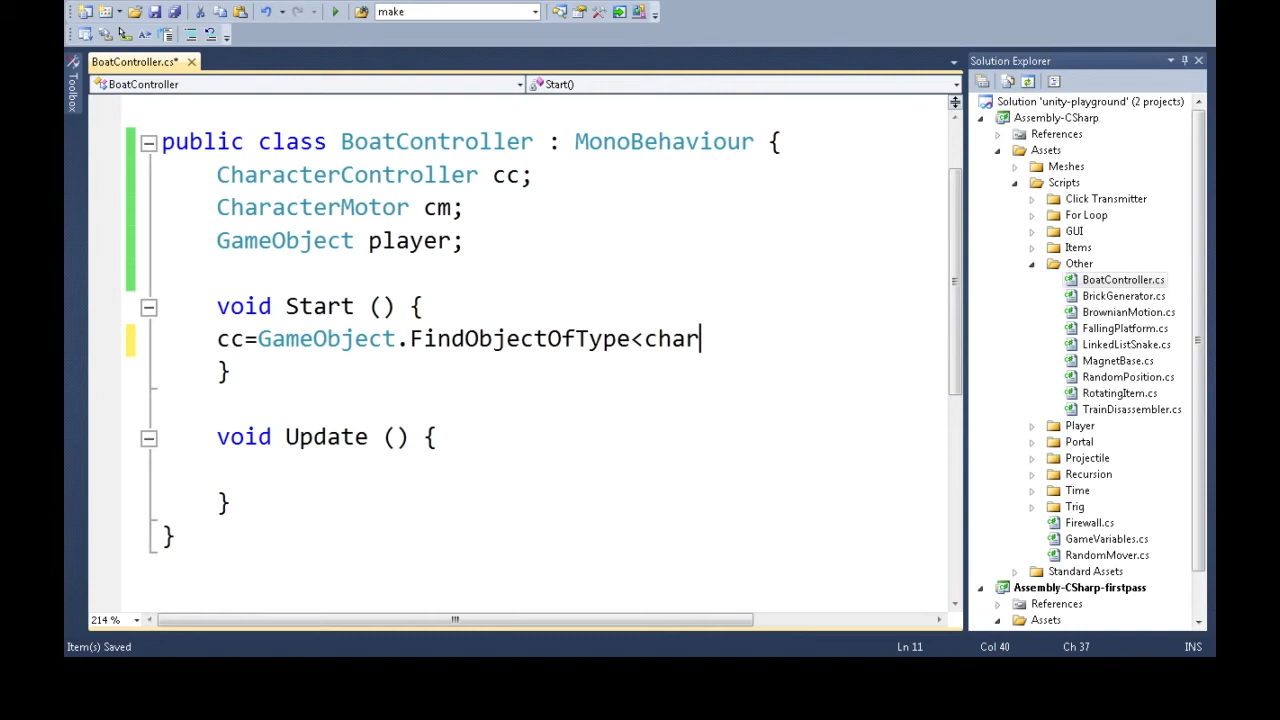 make
BoatController.cs*
Solution Explorer
Toolbox
BoatController
Start()
public class BoatController : MonoBehaviour {
CharacterController cc;
CharacterMotor cm;
GameObject player;
void Start () {
cc=GameObject.FindObjectOfType<char
}
void Update () {
}
}
Solution 'unity-playground' (2 projects)
Assembly-CSharp
References
Assets
Meshes
Scripts
Click Transmitter
For Loop
GUI
Items
Other
BoatController.cs
BrickGenerator.cs
BrownianMotion.cs
FallingPlatform.cs
LinkedListSnake.cs
MagnetBase.cs
RandomPosition.cs
RotatingItem.cs
TrainDisassembler.cs
Player
Portal
Projectile
Recursion
Time
Trig
Firewall.cs
GameVariables.cs
RandomMover.cs
Standard Assets
Assembly-CSharp-firstpass
References
Assets
214 %
Item(s) Saved
Ln 11
Col 40
Ch 37
INS